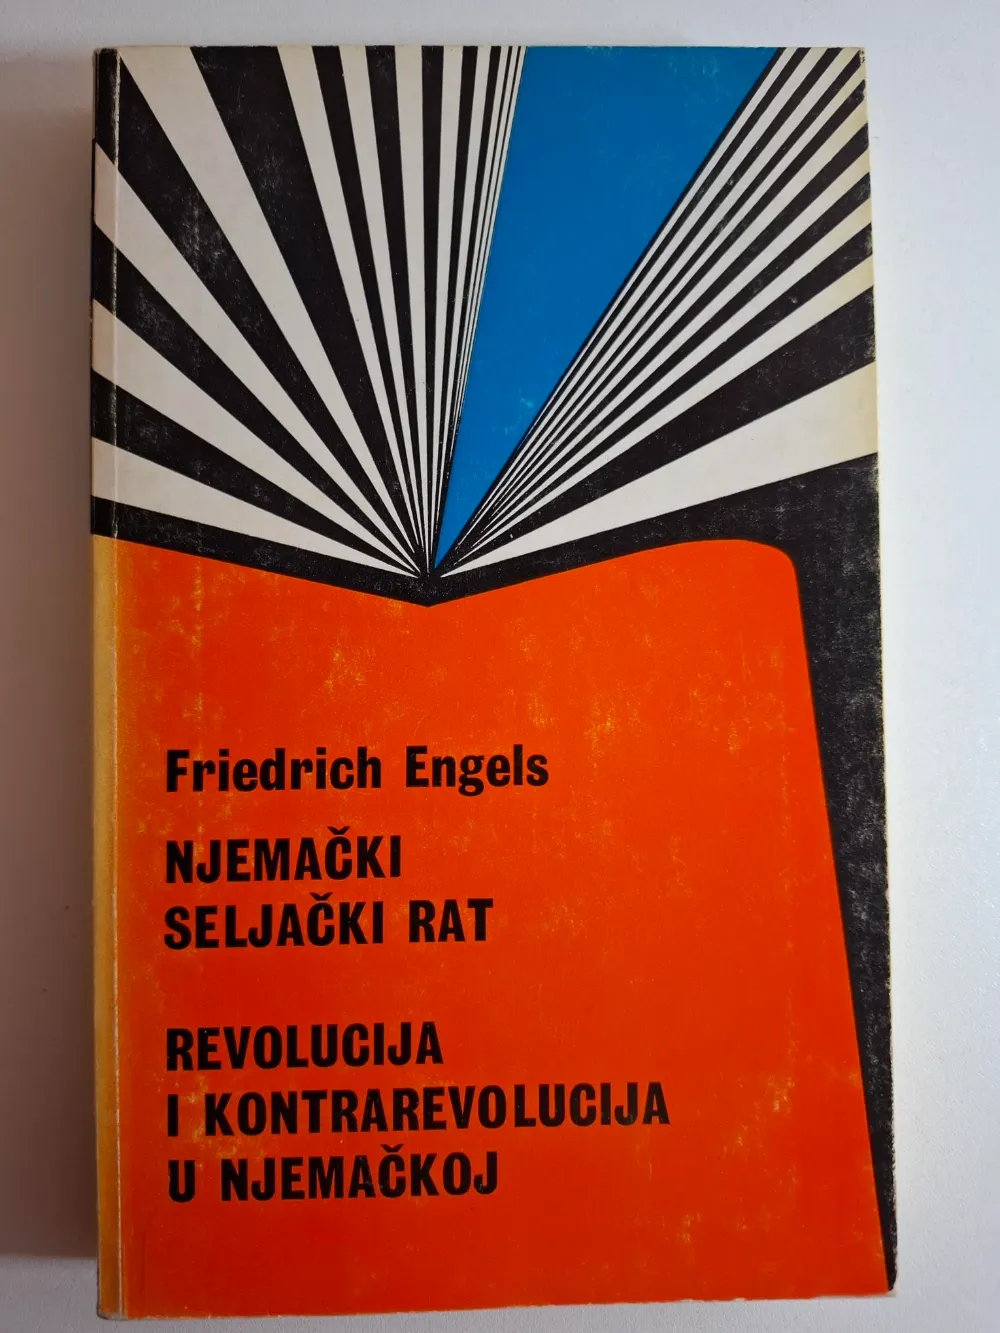 Friedrich Engels
NJEMAČKI
SELJAČKI RAT
REVOLUCIJA
I KONTRAREVOLUCIJA
U NJEMAČKOJ